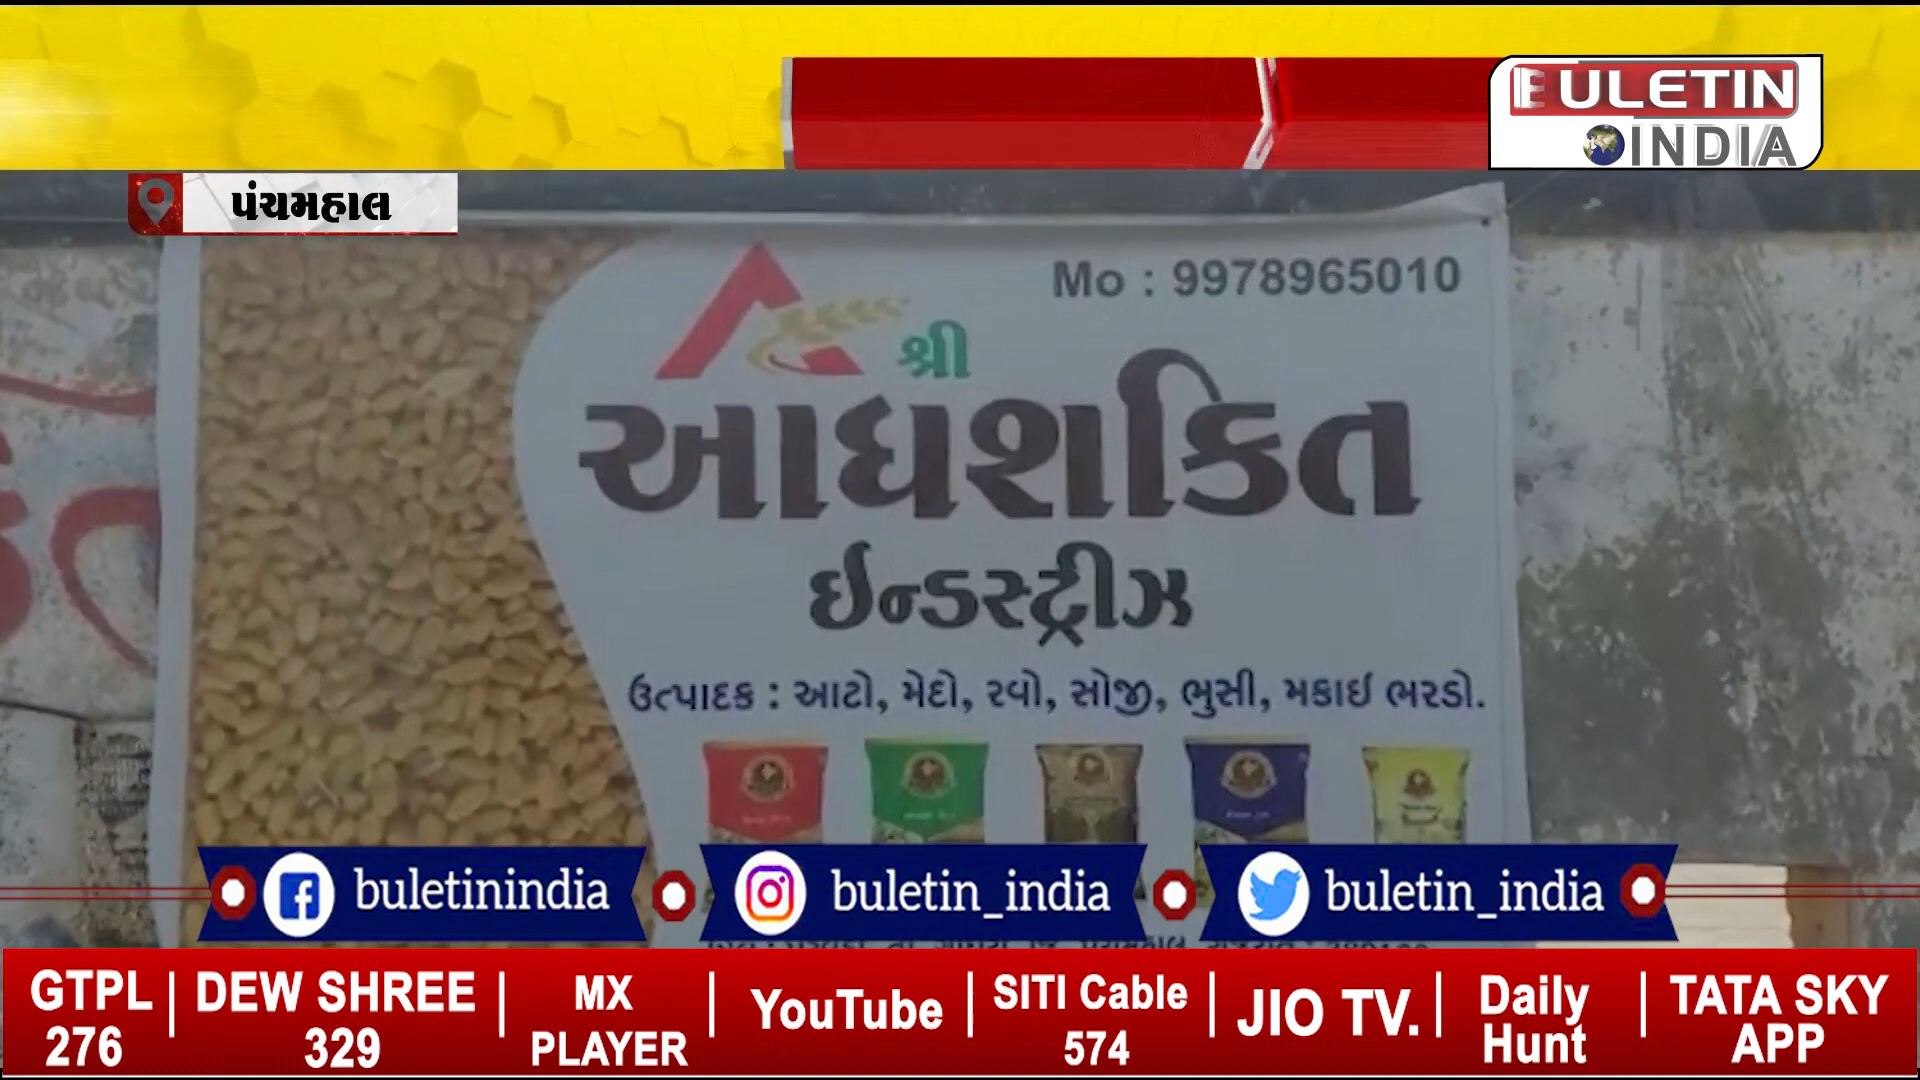 BULETIN
INDIA
પંચમહાલ
Mo : 9978965010
શ્રી
આધશકિત
ઈન્ડસ્ટ્રીઝ
ઉત્પાદક : આટો, મેદો, રવો, સોજી, ભુસી, મકાઇ ભરડો.
buletinindia
buletin_india
buletin_india
GTPL 276
DEW SHREE 329
MX PLAYER
YouTube
SITI Cable 574
JIO TV.
Daily Hunt
TATA SKY APP